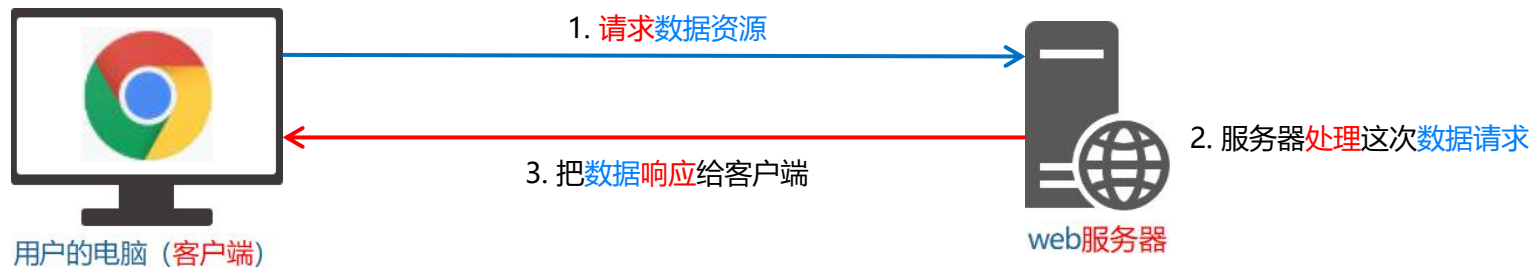 1. 请求数据资源
2. 服务器处理这次数据请求
3. 把数据响应给客户端
用户的电脑（客户端）
web服务器